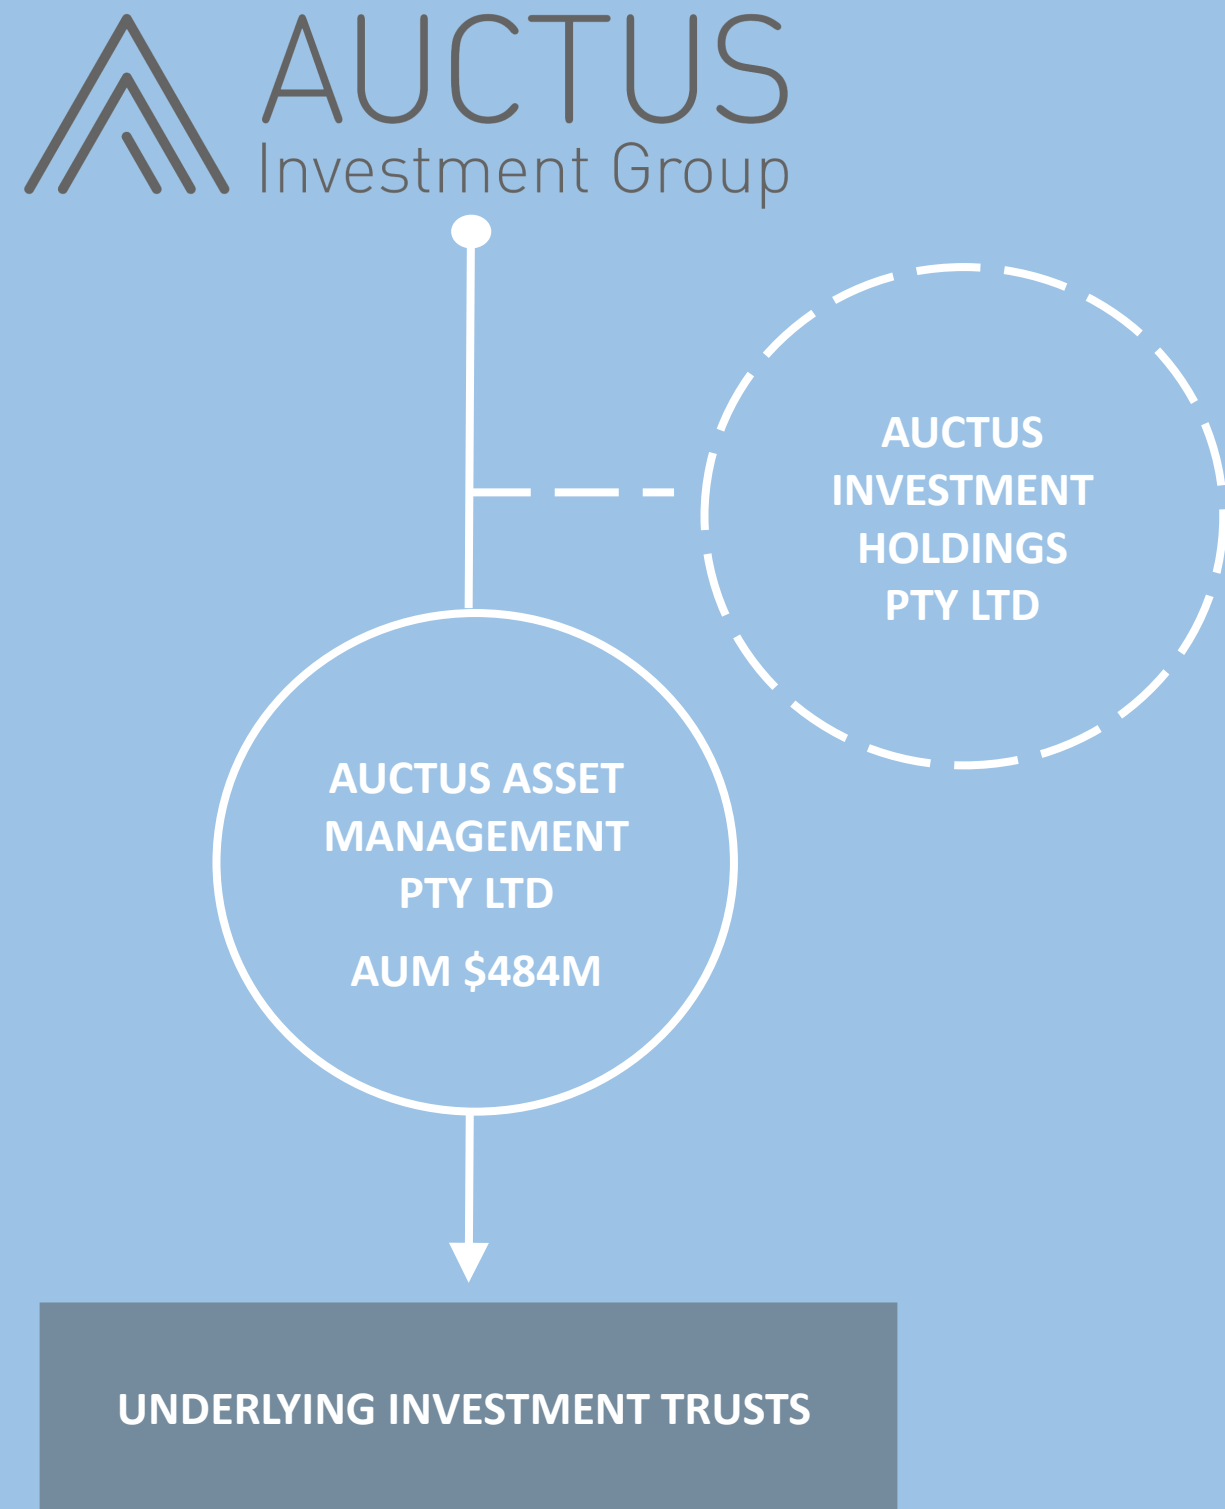 AUCTUS
Investment Group
AUCTUS
INVESTMENT
HOLDINGS
PTY LTD
AUCTUS ASSET
MANAGEMENT
PTY LTD
AUM $484M
UNDERLYING INVESTMENT TRUSTS